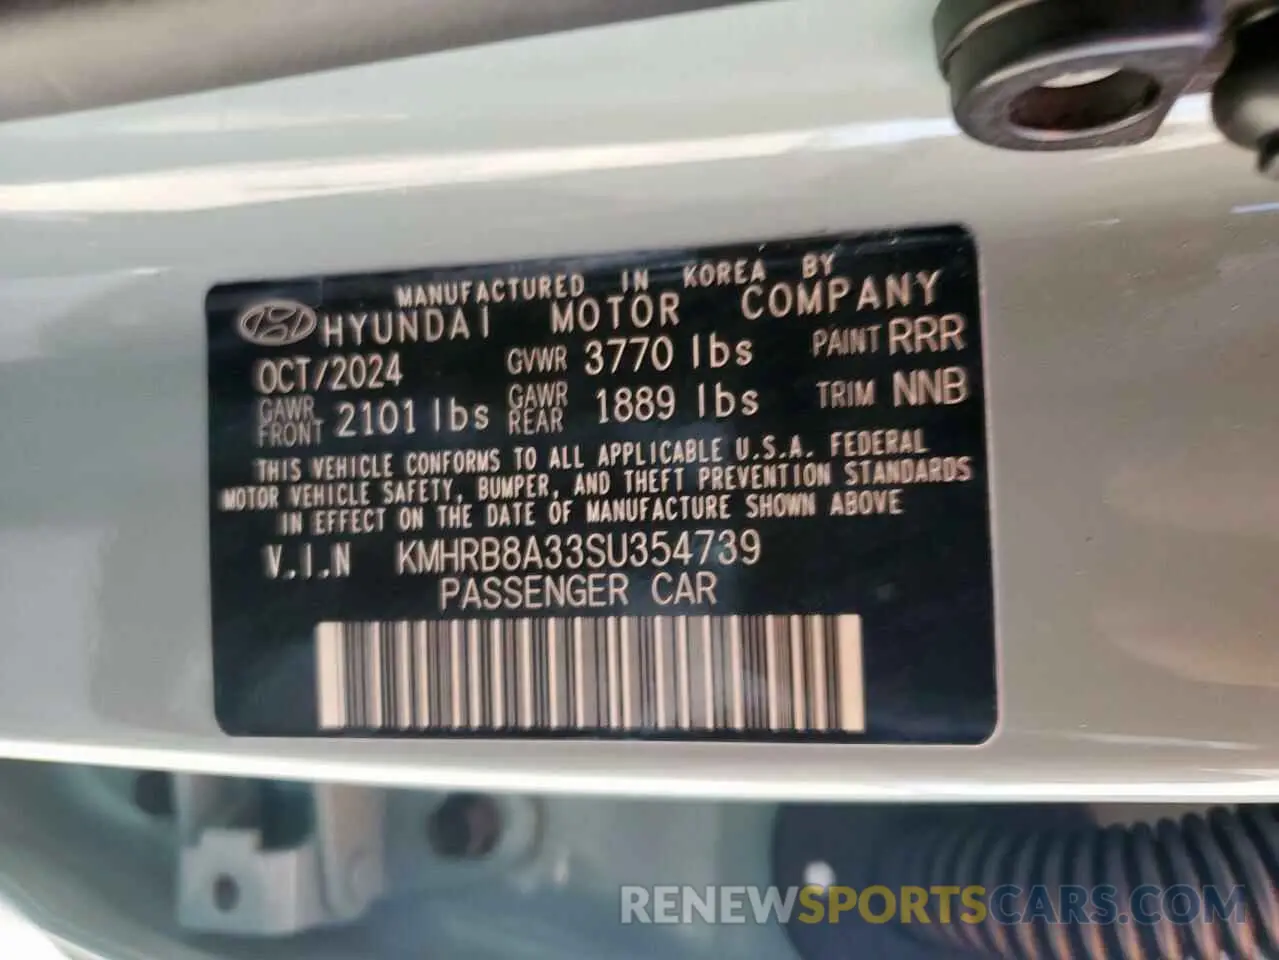 MANUFACTURED IN KOREA BY
HYUNDAI MOTOR COMPANY
OCT/2024 GVWR 3770 lbs PAINT RRR
GAWR FRONT 2101 lbs GAWR REAR 1889 lbs TRIM NNB
THIS VEHICLE CONFORMS TO ALL APPLICABLE U.S.A. FEDERAL
MOTOR VEHICLE SAFETY, BUMPER, AND THEFT PREVENTION STANDARDS
IN EFFECT ON THE DATE OF MANUFACTURE SHOWN ABOVE
V.I.N KMHRB8A33SU354739
PASSENGER CAR
RENEWSPORTSCARS.COM